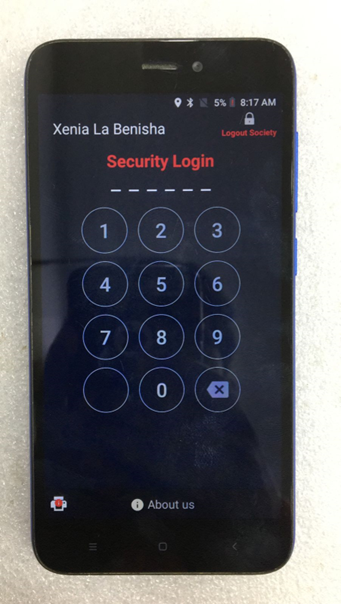 5% 8:17 AM
Xenia La Benisha
Logout Society
Security Login
1 2 3
4 5 6
7 8 9
0
About us